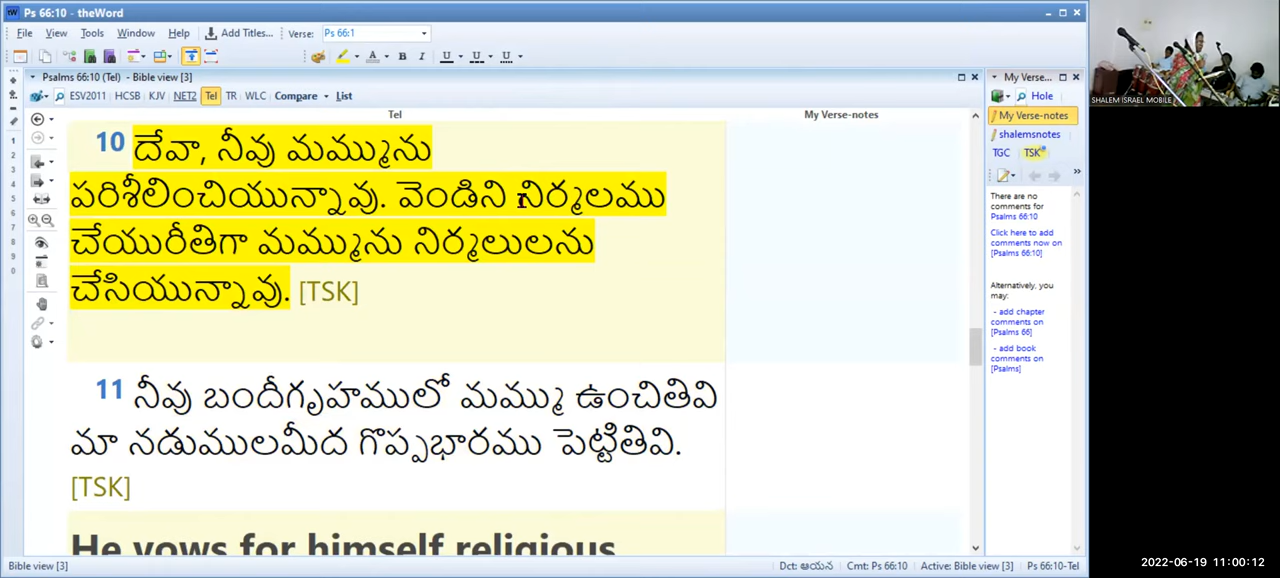 tW Ps 66:10 - theWord
File View Tools Window Help Add Titles... Verse: Ps 66:1
Psalms 66:10 (Tel) - Bible view [3]
ESV2011 HCSB KJV NET2 Tel TR WLC Compare List
Tel My Verse-notes
10 దేవా, నీవు మమ్మును
పరిశీలించియున్నావు. వెండిని నిర్మలము
చేయురీతిగా మమ్మును నిర్మలులను
చేసియున్నావు. [TSK]
11 నీవు బందీగృహములో మమ్ము ఉంచితివి
మా నడుములమీద గొప్పభారము పెట్టితివి.
[TSK]
He vows for himself religious
My Verse...
Hole
My Verse-notes
shalemsnotes
TGC TSK
There are no
comments for
Psalms 66:10
Click here to add
comments now on
[Psalms 66:10]
Alternatively, you
may:
- add chapter
comments on
[Psalms 66]
- add book
comments on
[Psalms]
Bible view [3] Dct: ఆయన Cmt: Ps 66:10 Active: Bible view [3] Ps 66:10-Tel
SHALEM ISRAEL MOBILE
2022-06-19 11:00:12